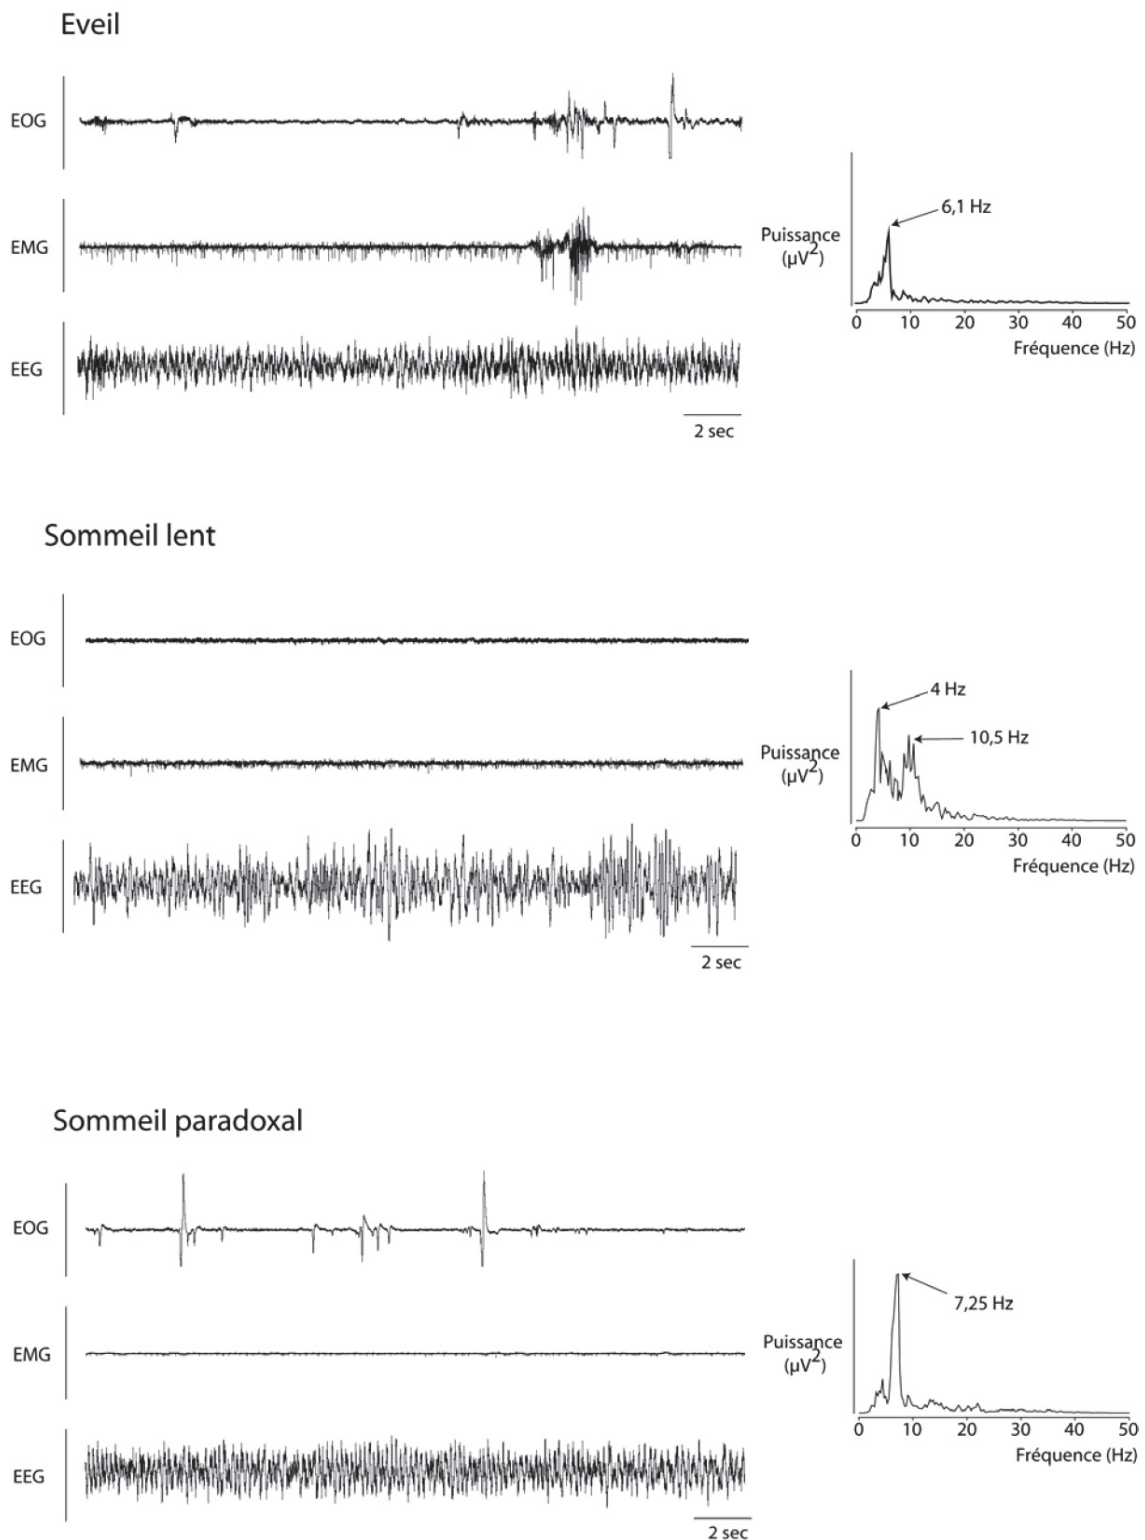 Eveil
EOG
EMG
EEG
2 sec
Puissance
(µV2)
6,1 Hz
0 10 20 30 40 50
Fréquence (Hz)
Sommeil lent
EOG
EMG
EEG
2 sec
Puissance
(µV2)
4 Hz
10,5 Hz
0 10 20 30 40 50
Fréquence (Hz)
Sommeil paradoxal
EOG
EMG
EEG
2 sec
Puissance
(µV2)
7,25 Hz
0 10 20 30 40 50
Fréquence (Hz)